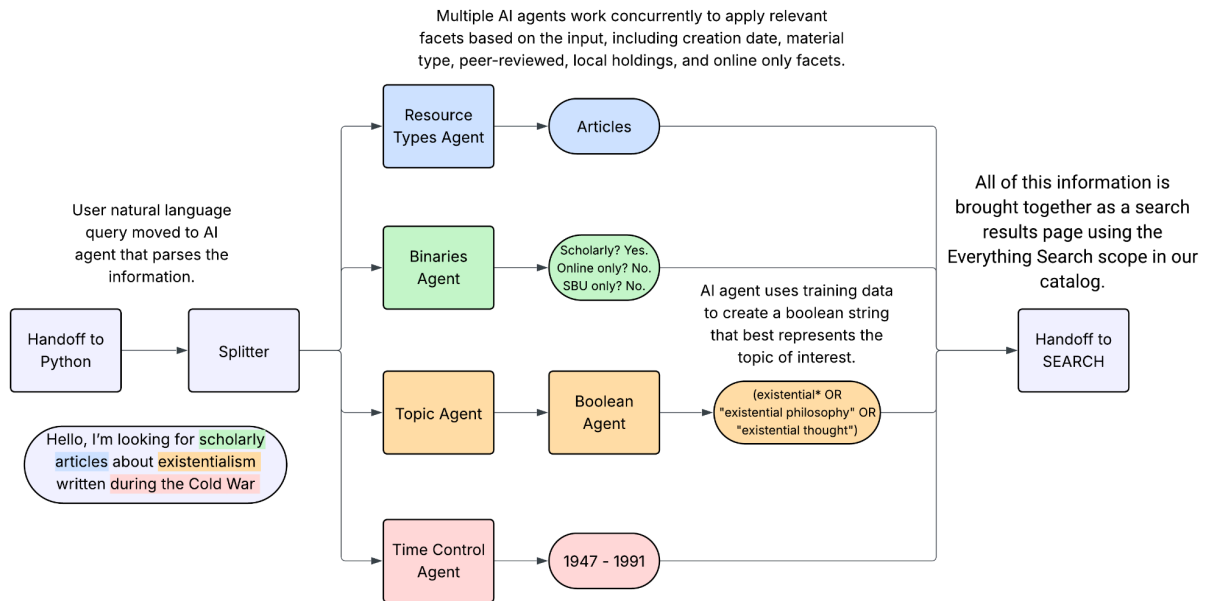 Multiple AI agents work concurrently to apply relevant
facets based on the input, including creation date, material
type, peer-reviewed, local holdings, and online only facets.
Resource
Types Agent
Articles
User natural language
query moved to AI
agent that parses the
information.
Binaries
Agent
Scholarly? Yes.
Online only? No.
SBU only? No.
All of this information is
brought together as a search
results page using the
Everything Search scope in our
catalog.
AI agent uses training data
to create a boolean string
that best represents the
topic of interest.
Handoff to
Python
Splitter
Handoff to
SEARCH
Topic Agent
Boolean
Agent
(existential* OR
"existential philosophy" OR
"existential thought")
Hello, I'm looking for scholarly
articles about existentialism
written during the Cold War
Time Control
Agent
1947 - 1991